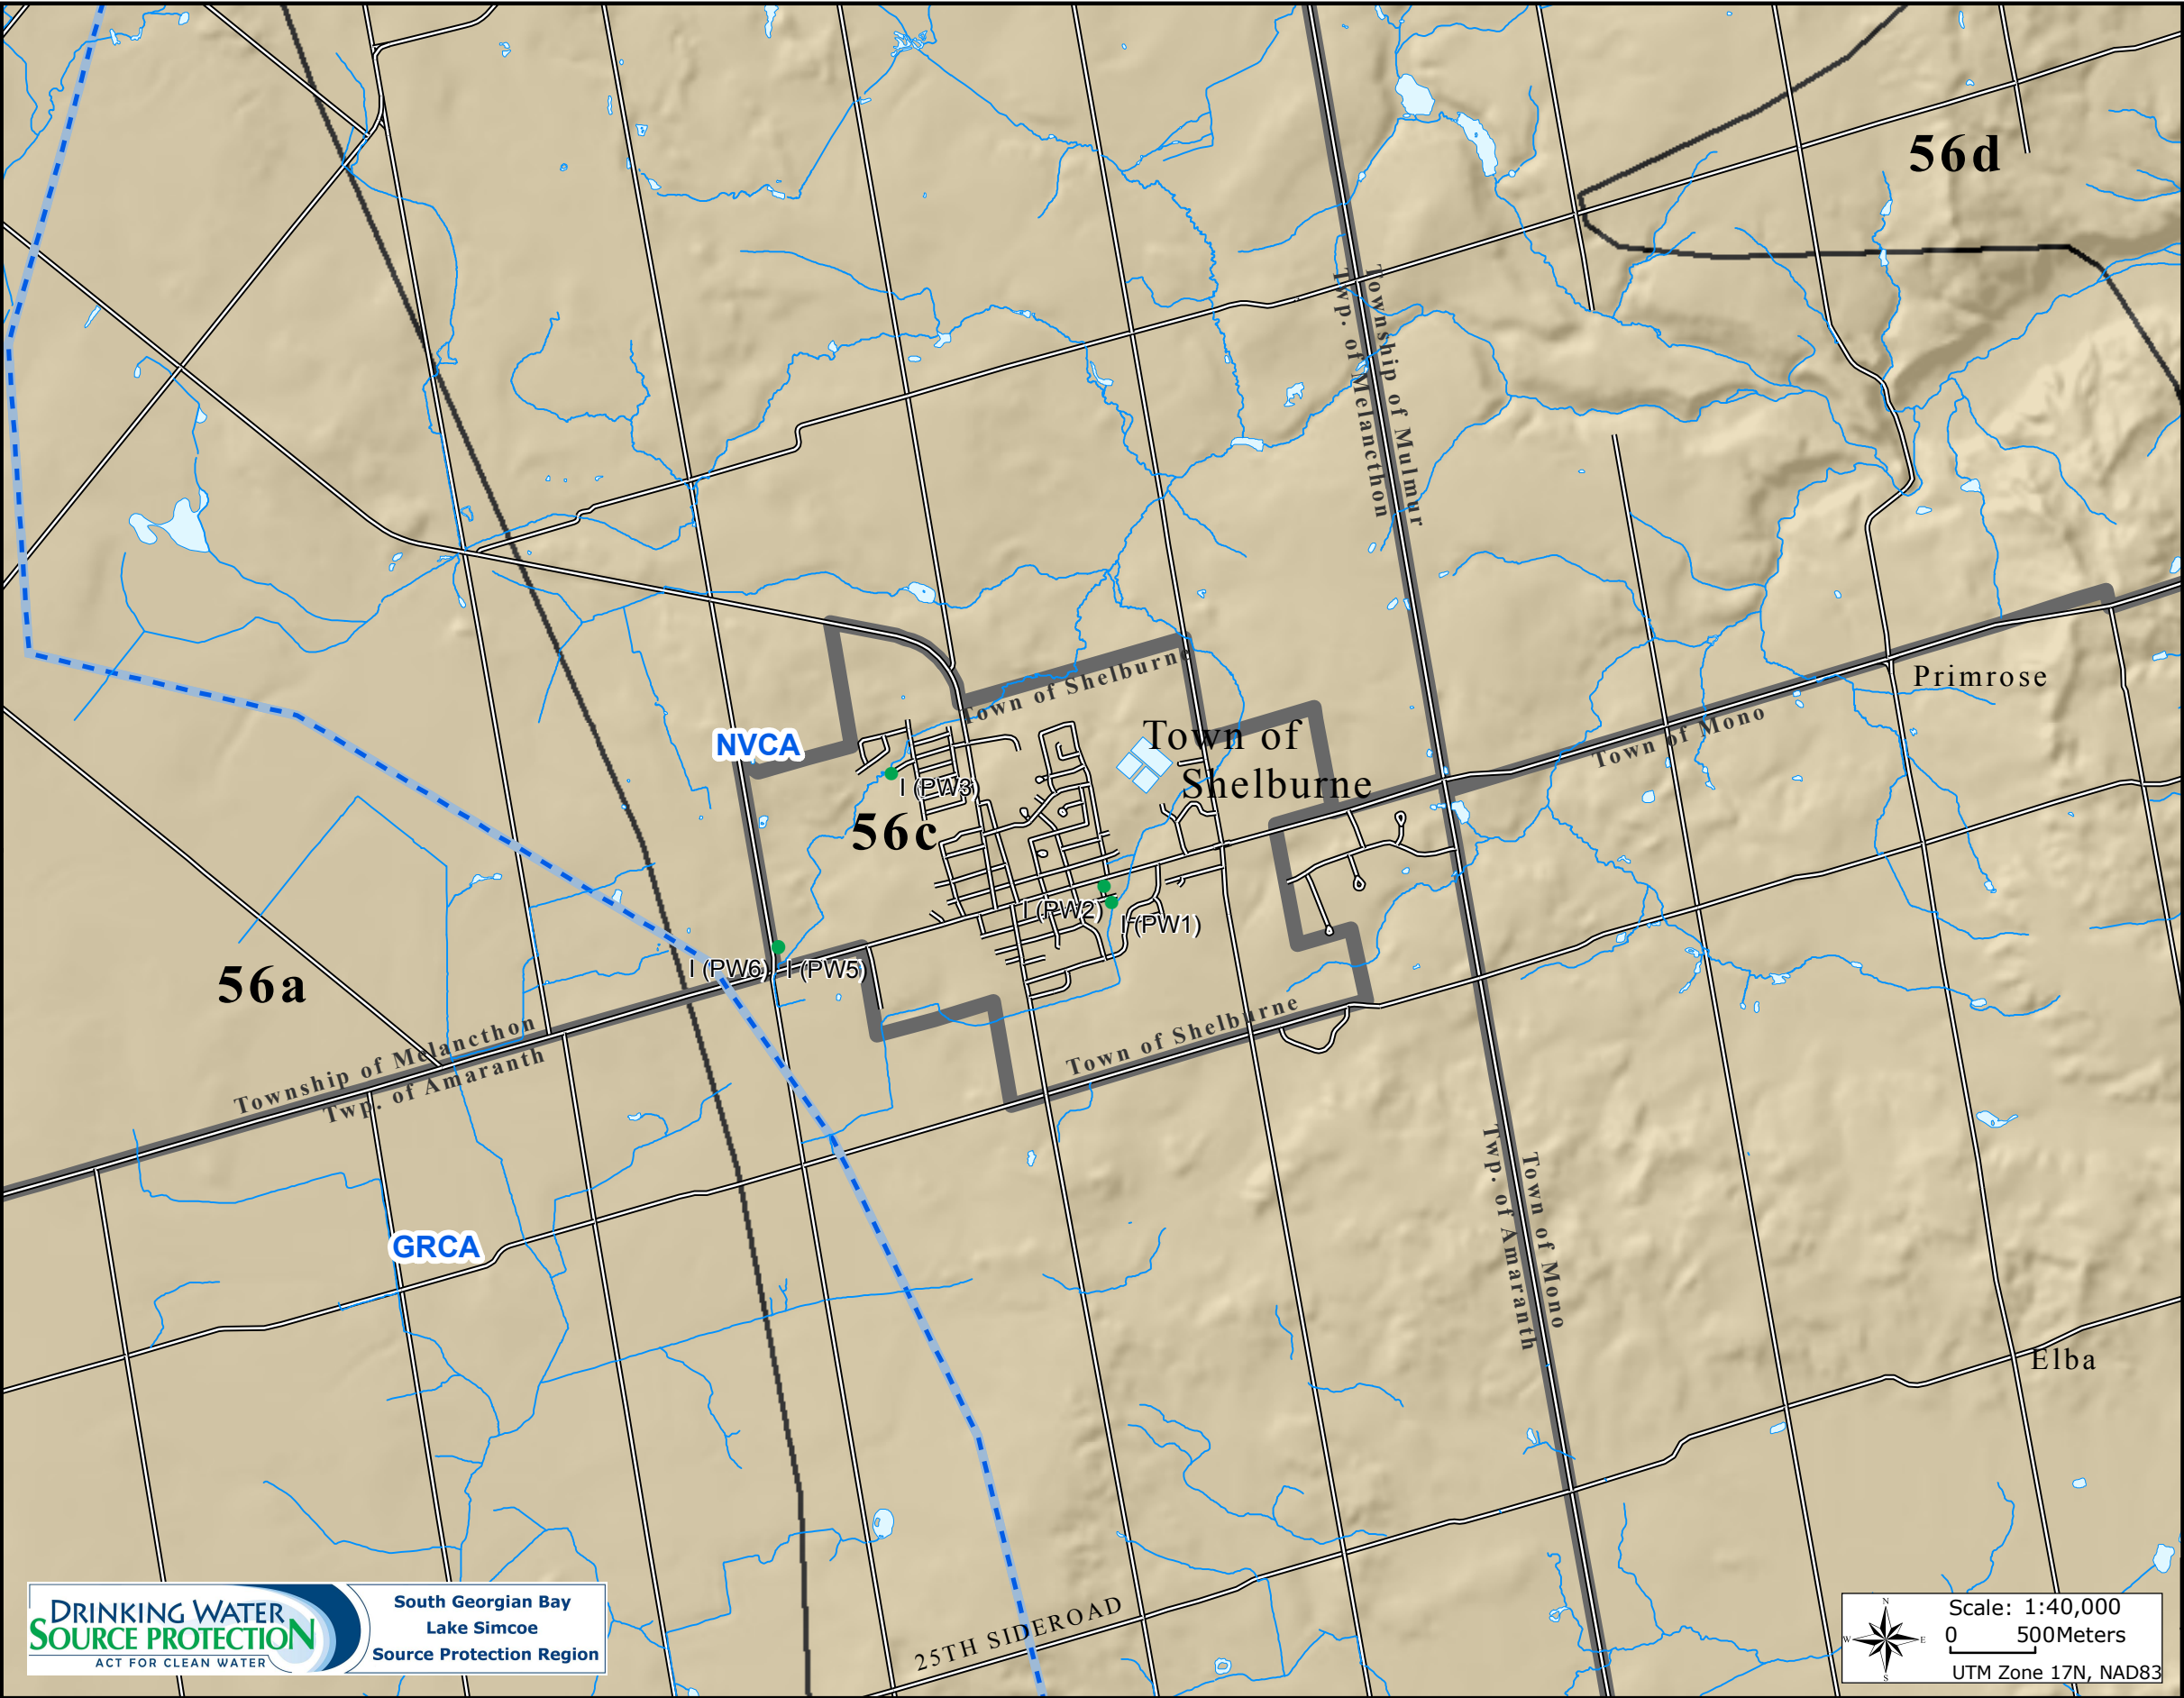 56d
Township of Mulmur
Twp. of Melancthon
Primrose
Town of Shelburne
Town of Mono
Town of
Shelburne
NVCA
I (PW3)
56c
I (PW2)
I (PW1)
I (PW6)
I (PW5)
56a
Township of Melancthon
Twp. of Amaranth
Town of Shelburne
Twp. of Amaranth
Town of Mono
GRCA
Elba
25TH SIDEROAD
DRINKING WATER
SOURCE PROTECTION
ACT FOR CLEAN WATER
South Georgian Bay
Lake Simcoe
Source Protection Region
N
W
E
S
Scale: 1:40,000
0 500Meters
UTM Zone 17N, NAD83